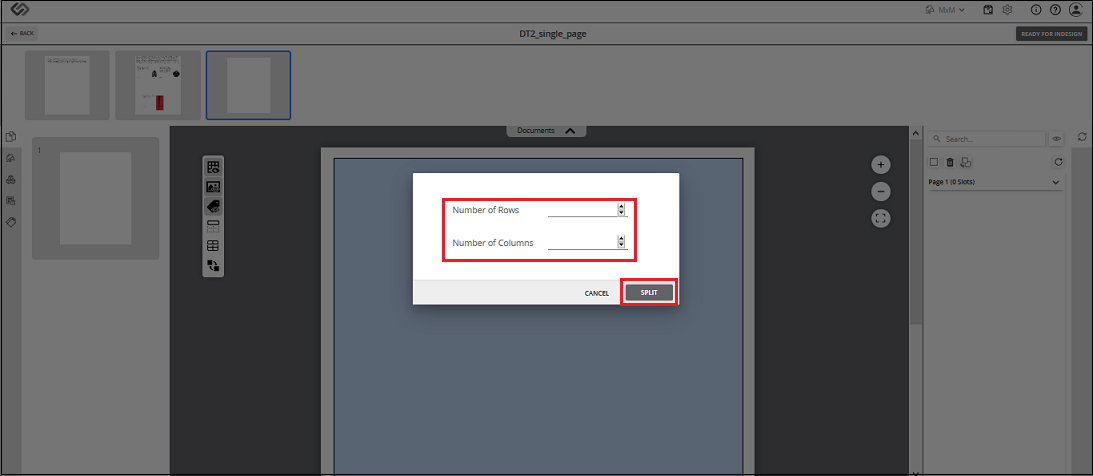 MxM
BACK
DT2_single_page
READY FOR INDESIGN
Documents
1
Search...
Page 1 (0 Slots)
Number of Rows
Number of Columns
CANCEL
SPLIT